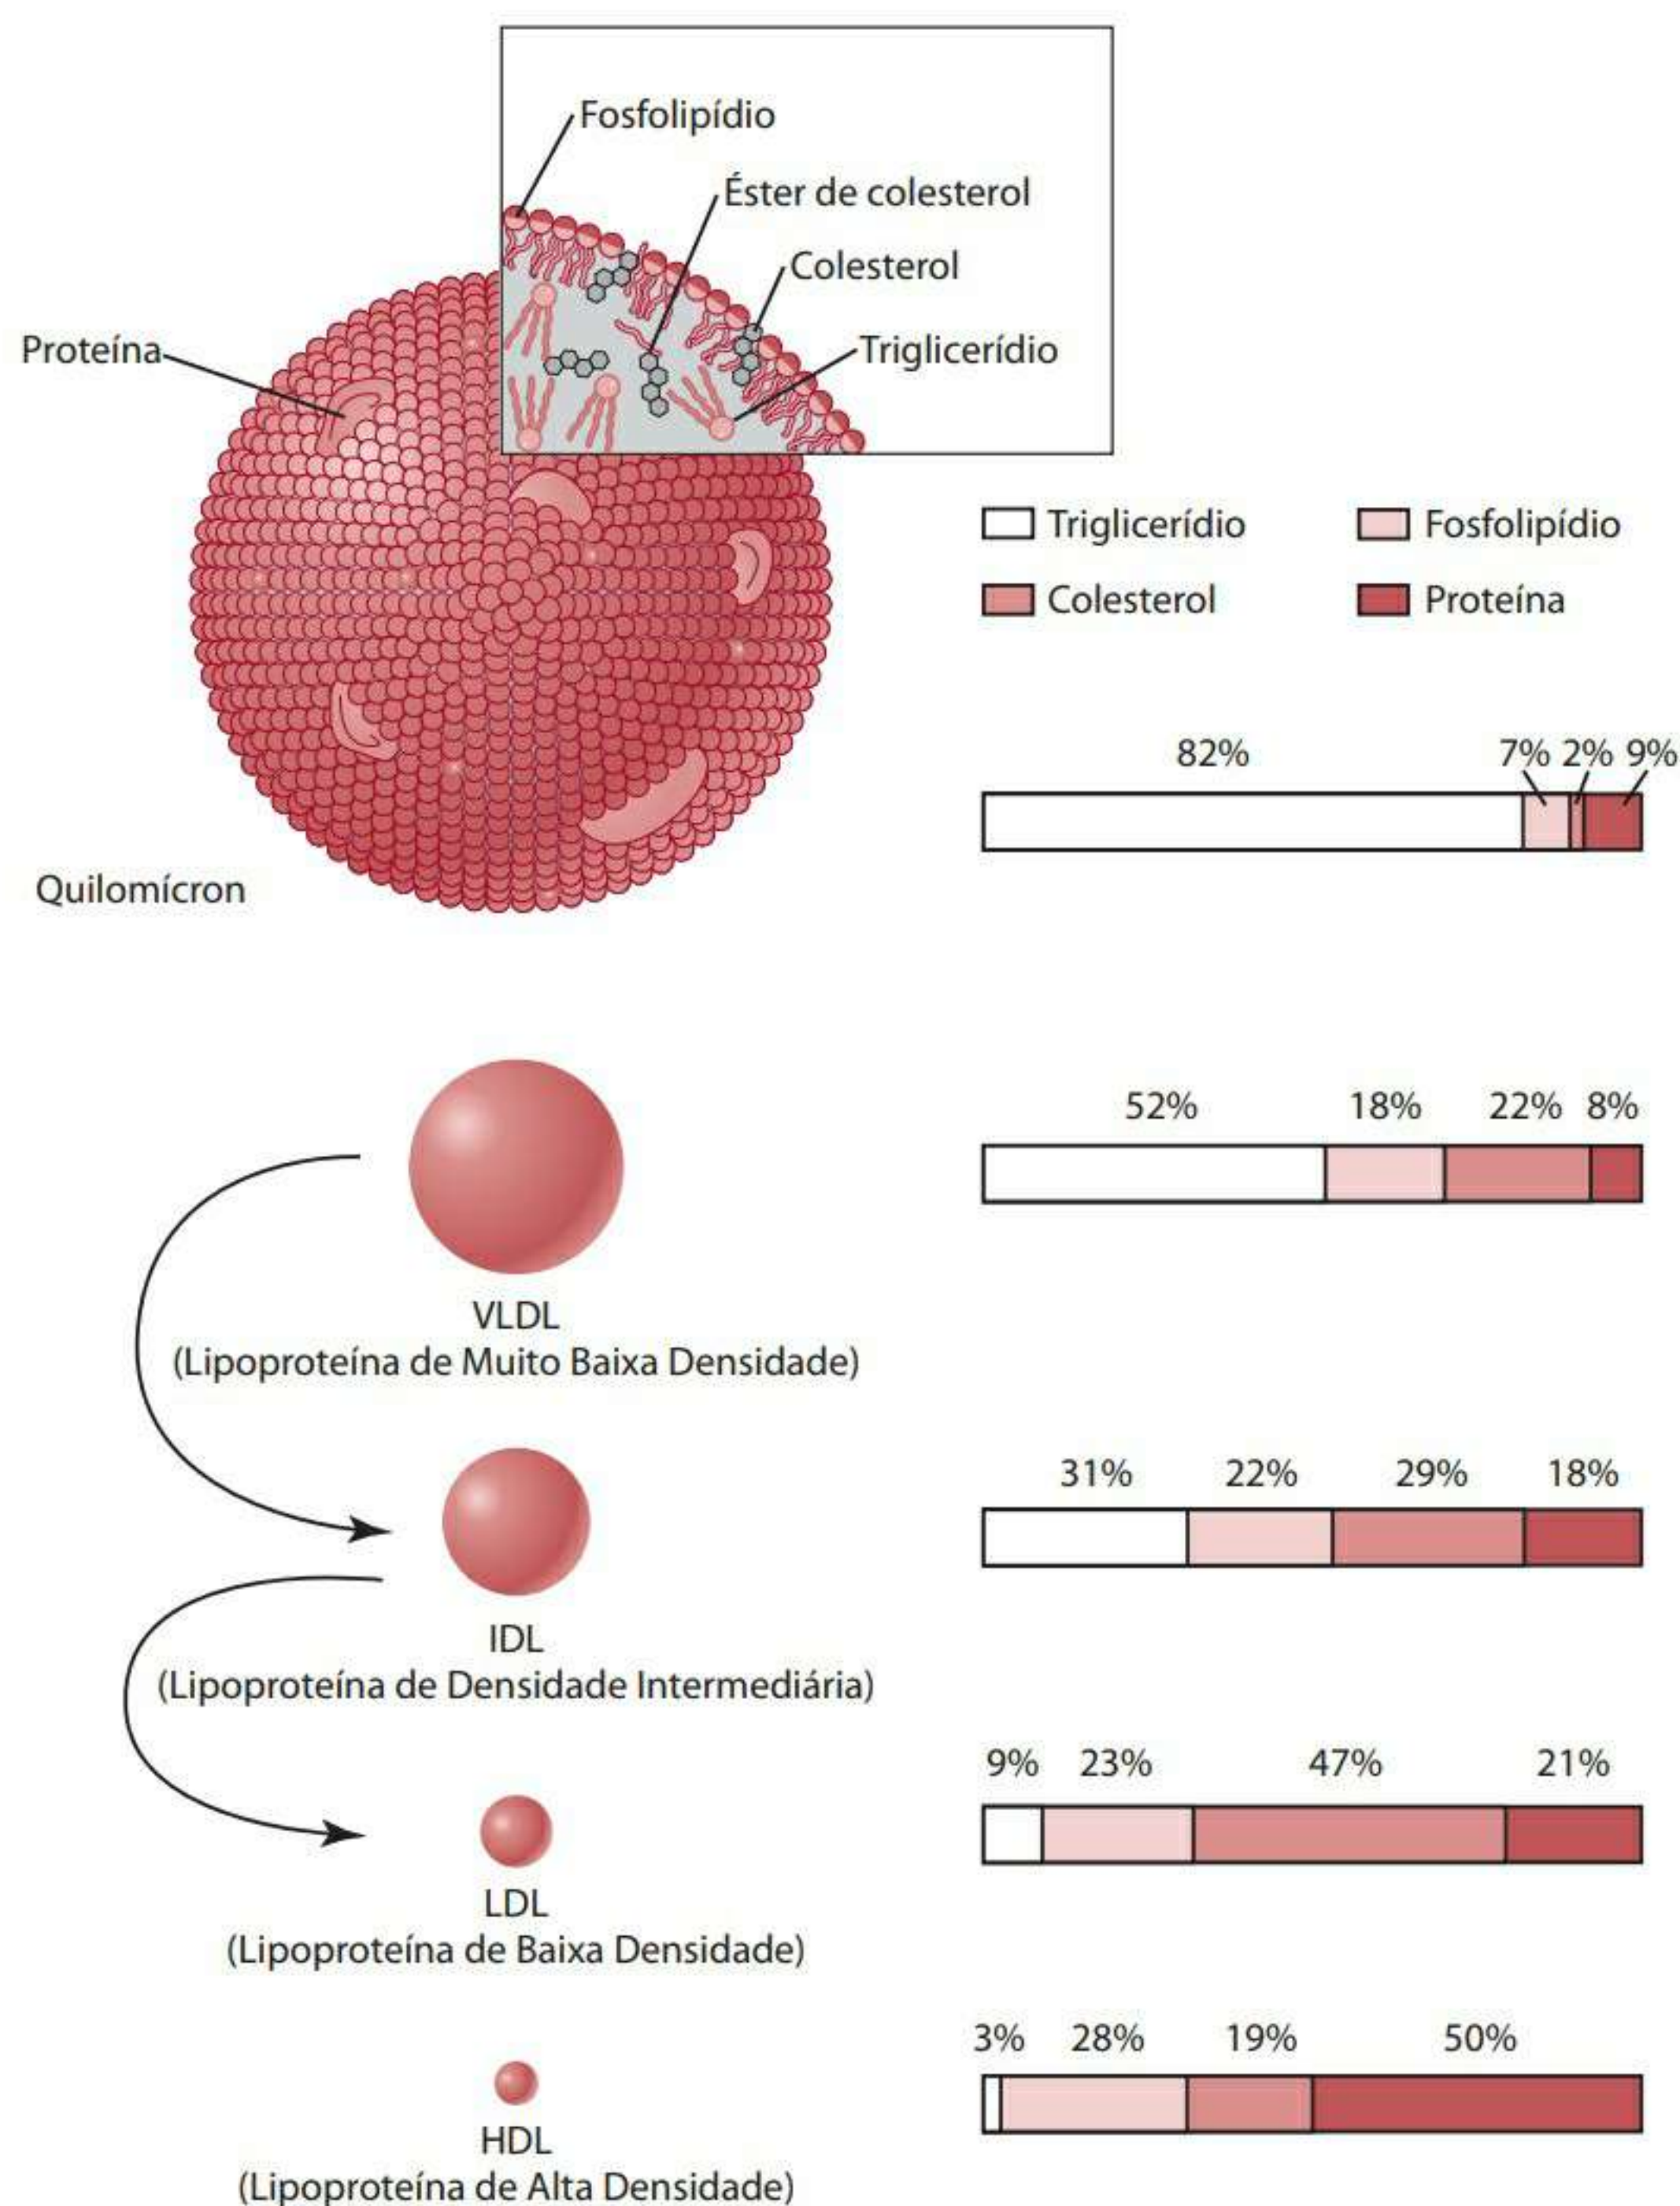 Fosfolipídio
Éster de colesterol
Colesterol
Triglicerídio
Proteína
Quilomícron
Triglicerídio
Fosfolipídio
Colesterol
Proteína
82% 7% 2% 9%
52% 18% 22% 8%
VLDL
(Lipoproteína de Muito Baixa Densidade)
31% 22% 29% 18%
IDL
(Lipoproteína de Densidade Intermediária)
9% 23% 47% 21%
LDL
(Lipoproteína de Baixa Densidade)
3% 28% 19% 50%
HDL
(Lipoproteína de Alta Densidade)